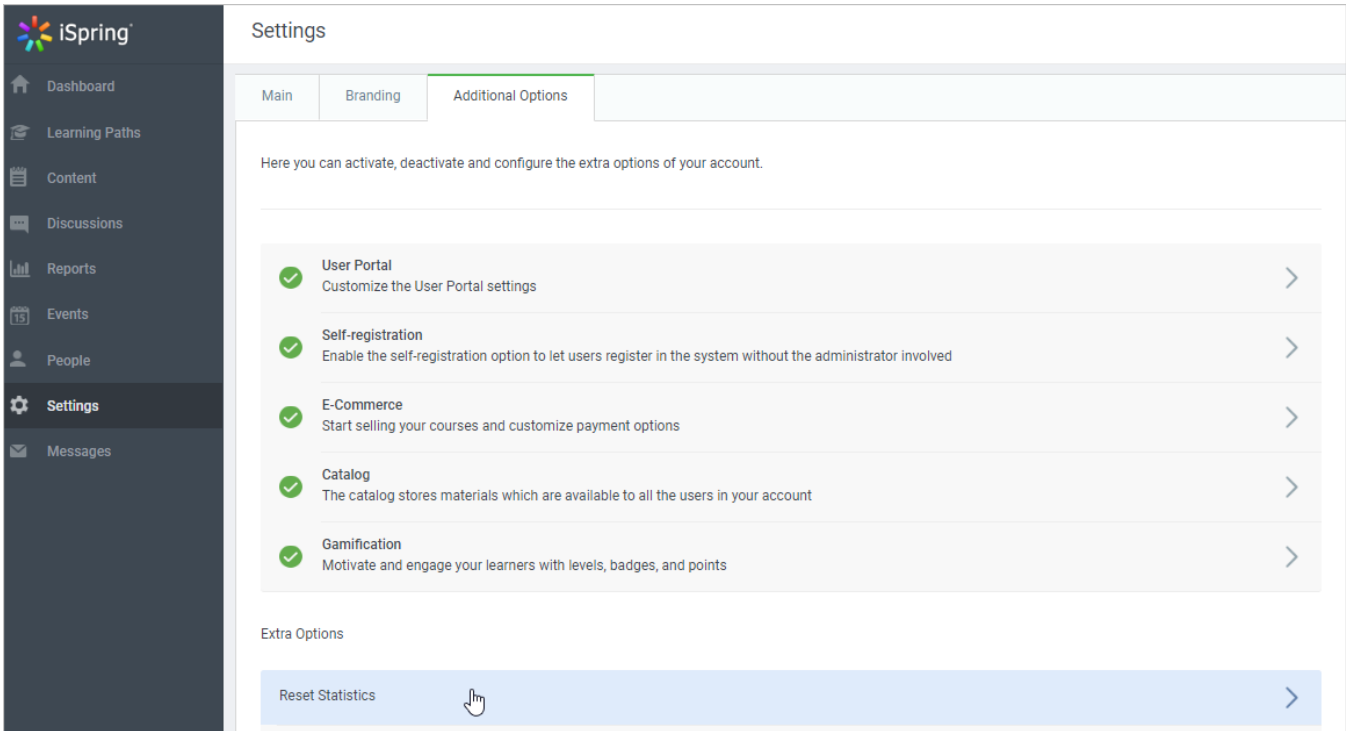 iSpring
Settings
Dashboard
Learning Paths
Content
Discussions
Reports
15
Events
People
Settings
Messages
Main
Branding
Additional Options
Here you can activate, deactivate and configure the extra options of your account.
User Portal
Customize the User Portal settings
Self-registration
Enable the self-registration option to let users register in the system without the administrator involved
E-Commerce
Start selling your courses and customize payment options
Catalog
The catalog stores materials which are available to all the users in your account
Gamification
Motivate and engage your learners with levels, badges, and points
Extra Options
Reset Statistics